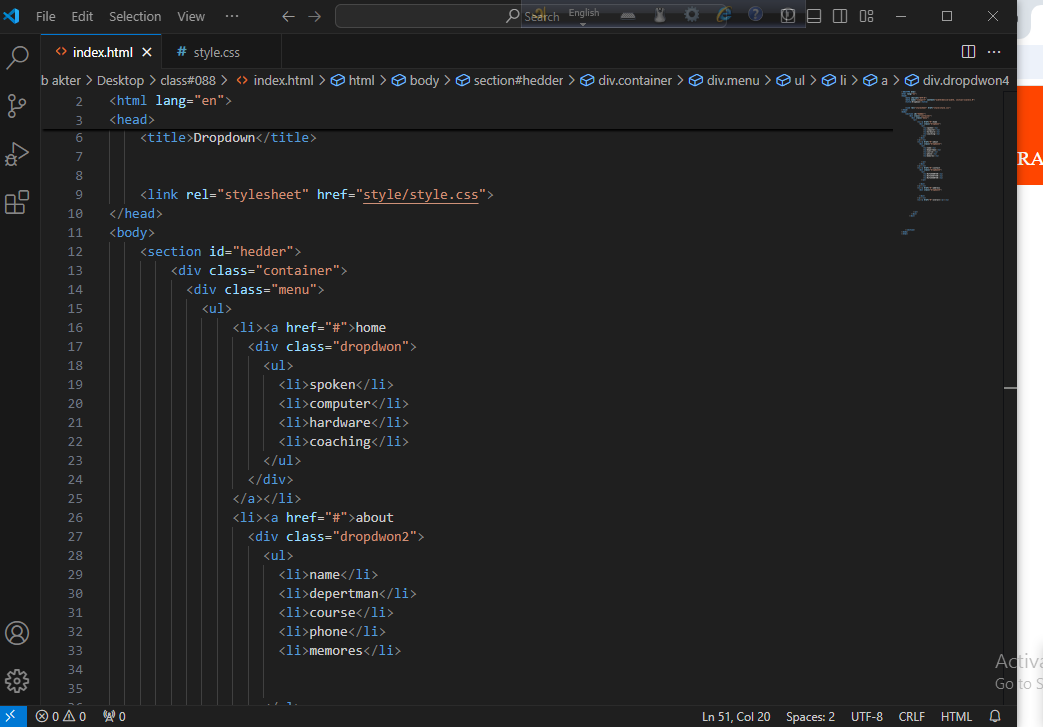 File Edit Selection View ... Search English
index.html # style.css ...
b akter > Desktop > class#088 > index.html > html > body > section#hedder > div.container > div.menu > ul > li > a > div.dropdwon4
2 <html lang="en">
3 <head>
6 <title>Dropdown</title>
7
8
9 <link rel="stylesheet" href="style/style.css">
10 </head>
11 <body>
12 <section id="hedder">
13 <div class="container">
14 <div class="menu">
15 <ul>
16 <li><a href="#">home
17 <div class="dropdwon">
18 <ul>
19 <li>spoken</li>
20 <li>computer</li>
21 <li>hardware</li>
22 <li>coaching</li>
23 </ul>
24 </div>
25 </a></li>
26 <li><a href="#">about
27 <div class="dropdwon2">
28 <ul>
29 <li>name</li>
30 <li>depertman</li>
31 <li>course</li>
32 <li>phone</li>
33 <li>memores</li>
34
35
RA
Activa
Go to S
0 0 0 Ln 51, Col 20 Spaces: 2 UTF-8 CRLF HTML